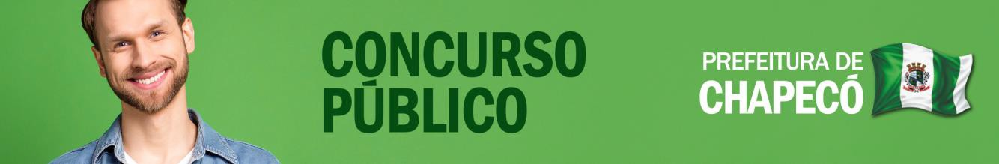 CONCURSO
PÚBLICO
PREFEITURA DE
CHAPECÓ